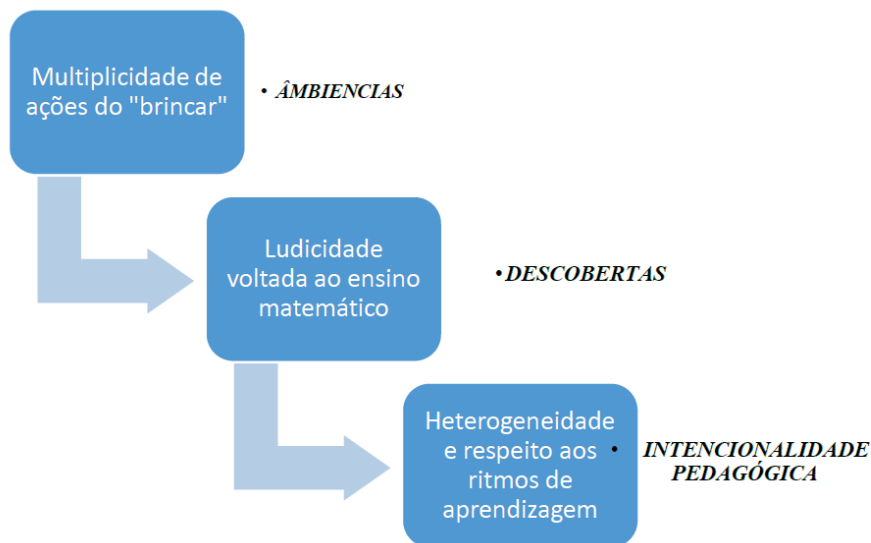 Multiplicidade de
ações do "brincar"
• ÂMBIENCIAS
Ludicidade
voltada ao ensino
matemático
• DESCOBERTAS
Heterogeneidade
e respeito aos
ritmos de
aprendizagem
• INTENCIONALIDADE
PEDAGÓGICA